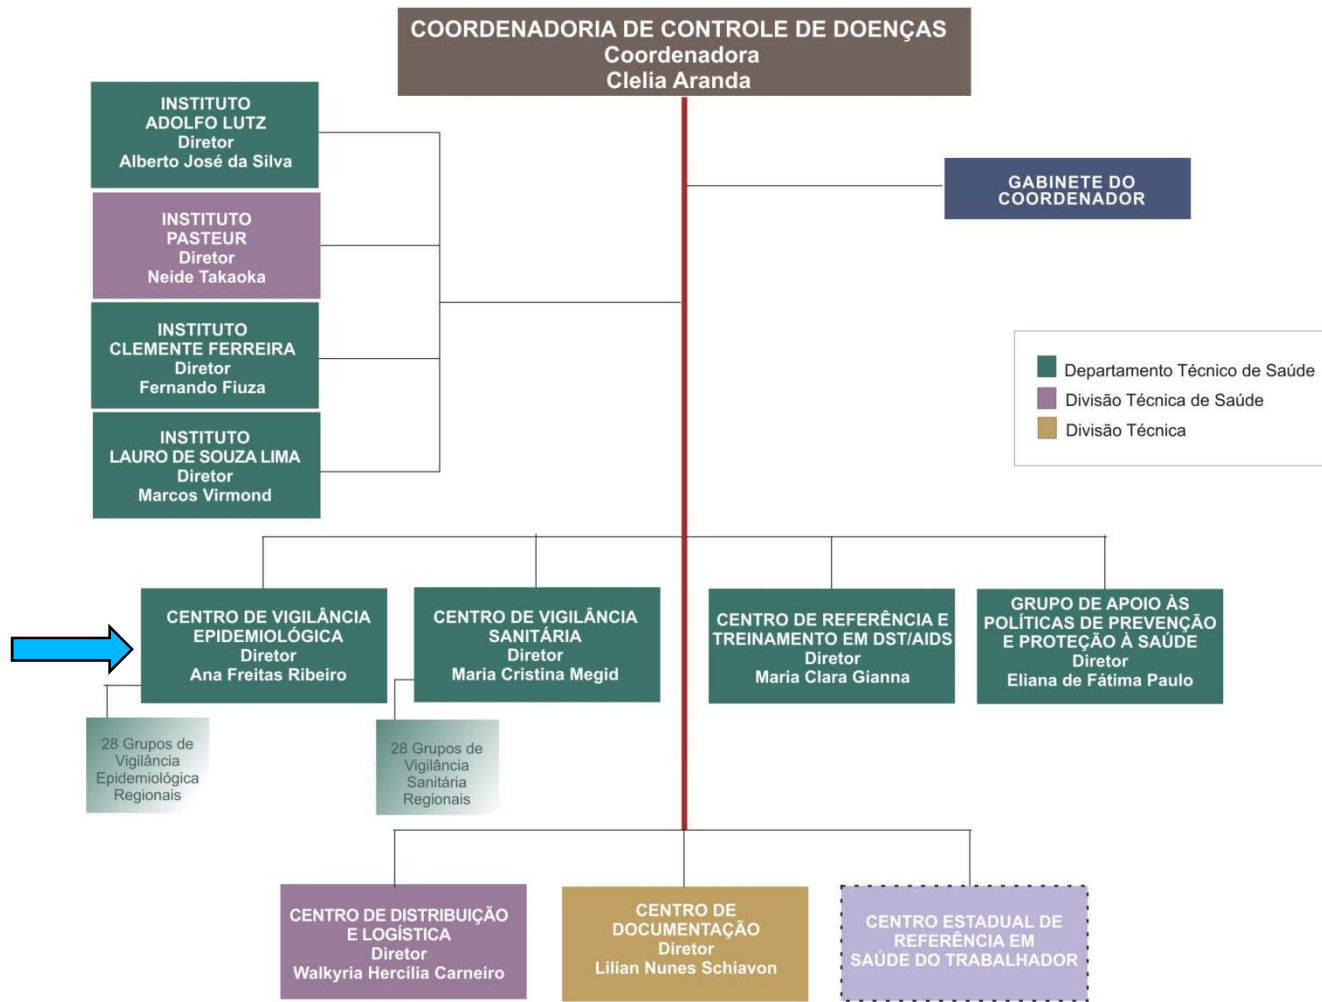 COORDENADORIA DE CONTROLE DE DOENÇAS
Coordenadora
Clelia Aranda
INSTITUTO
ADOLFO LUTZ
Diretor
Alberto José da Silva
INSTITUTO
PASTEUR
Diretor
Neide Takaoka
INSTITUTO
CLEMENTE FERREIRA
Diretor
Fernando Fiuza
INSTITUTO
LAURO DE SOUZA LIMA
Diretor
Marcos Virmond
GABINETE DO
COORDENADOR
Departamento Técnico de Saúde
Divisão Técnica de Saúde
Divisão Técnica
CENTRO DE VIGILÂNCIA
EPIDEMIOLÓGICA
Diretor
Ana Freitas Ribeiro
CENTRO DE VIGILÂNCIA
SANITÁRIA
Diretor
Maria Cristina Megid
CENTRO DE REFERÊNCIA E
TREINAMENTO EM DST/AIDS
Diretor
Maria Clara Gianna
GRUPO DE APOIO ÀS
POLÍTICAS DE PREVENÇÃO
E PROTEÇÃO À SAÚDE
Diretor
Eliana de Fátima Paulo
28 Grupos de
Vigilância
Epidemiológica
Regionais
28 Grupos de
Vigilância
Sanitária
Regionais
CENTRO DE DISTRIBUIÇÃO
E LOGÍSTICA
Diretor
Walkyria Hercília Carneiro
CENTRO DE
DOCUMENTAÇÃO
Diretor
Lilian Nunes Schiavon
CENTRO ESTADUAL DE
REFERÊNCIA EM
SAÚDE DO TRABALHADOR